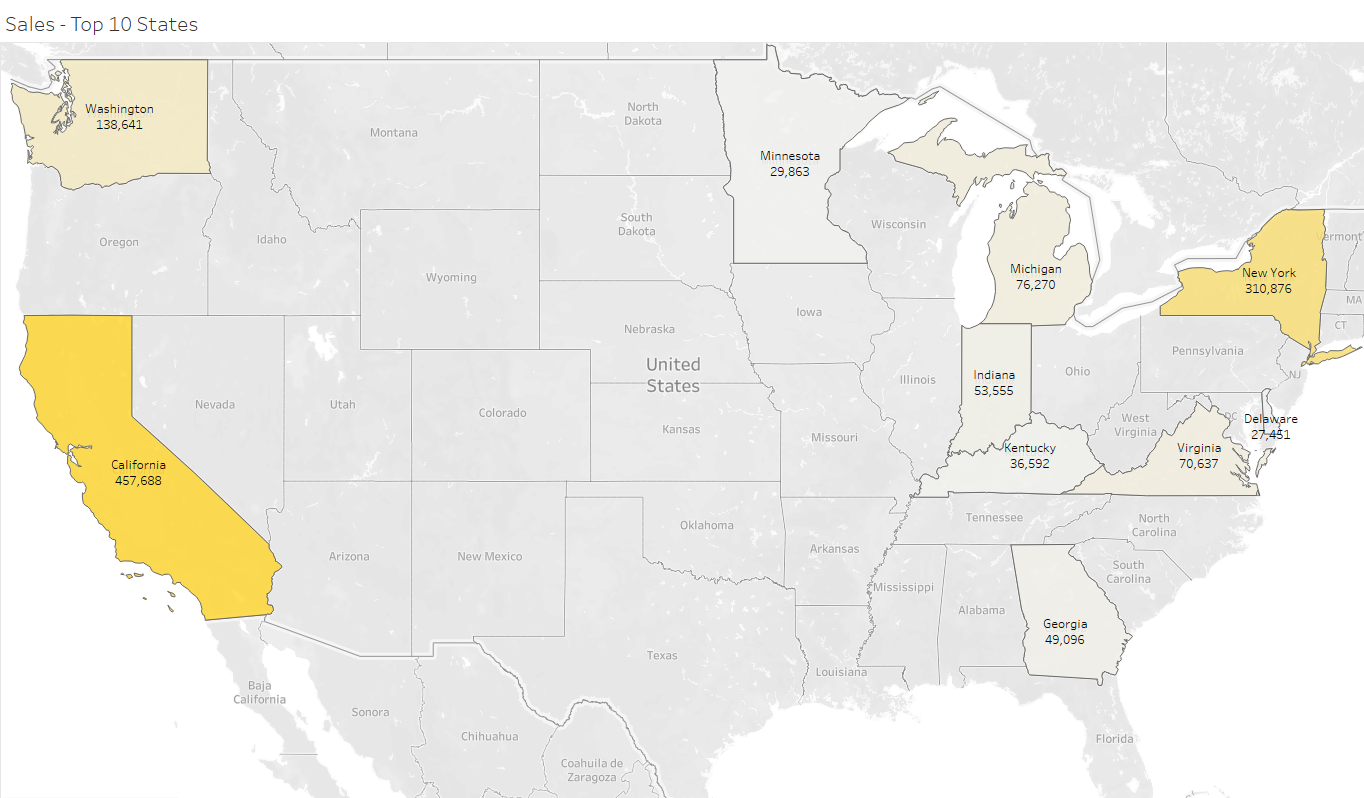 Sales - Top 10 States
Washington
138,641
Montana
North
Dakota
Minnesota
29,863
Oregon
Idaho
South
Dakota
Wisconsin
Wyoming
Michigan
76,270
New York
310,876
ermont
MA
CT
Iowa
Nebraska
United
States
Pennsylvania
NJ
Nevada
Utah
Colorado
Illinois
Indiana
53,555
Ohio
Kansas
Missouri
West
Virginia
DC
Delaware
27,451
California
457,688
Kentucky
36,592
Virginia
70,637
Arizona
New Mexico
Oklahoma
Arkansas
Tennessee
North
Carolina
South
Carolina
Mississippi
Alabama
Georgia
49,096
Texas
Louisiana
Baja
California
Sonora
Chihuahua
Coahuila de
Zaragoza
Florida